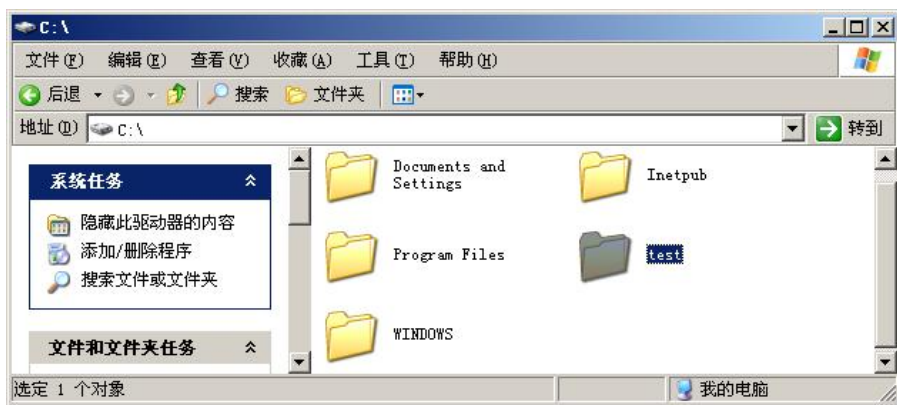 C:\
文件(F) 编辑(E) 查看(V) 收藏(A) 工具(T) 帮助(H)
后退 搜索 文件夹
地址(D) C:\ 转到
系统任务
隐藏此驱动器的内容
添加/删除程序
搜索文件或文件夹
文件和文件夹任务
Documents and
Settings
Inetpub
Program Files
test
WINDOWS
选定 1 个对象
我的电脑